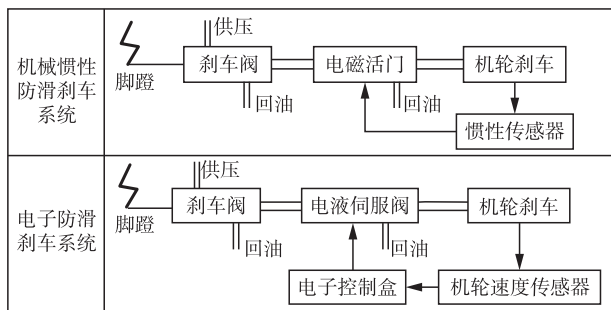 机械惯性
防滑刹车
系统
供压
脚蹬
刹车阀
电磁活门
机轮刹车
回油
回油
惯性传感器
电子防滑
刹车系统
供压
脚蹬
刹车阀
电液伺服阀
机轮刹车
回油
回油
电子控制盒
机轮速度传感器